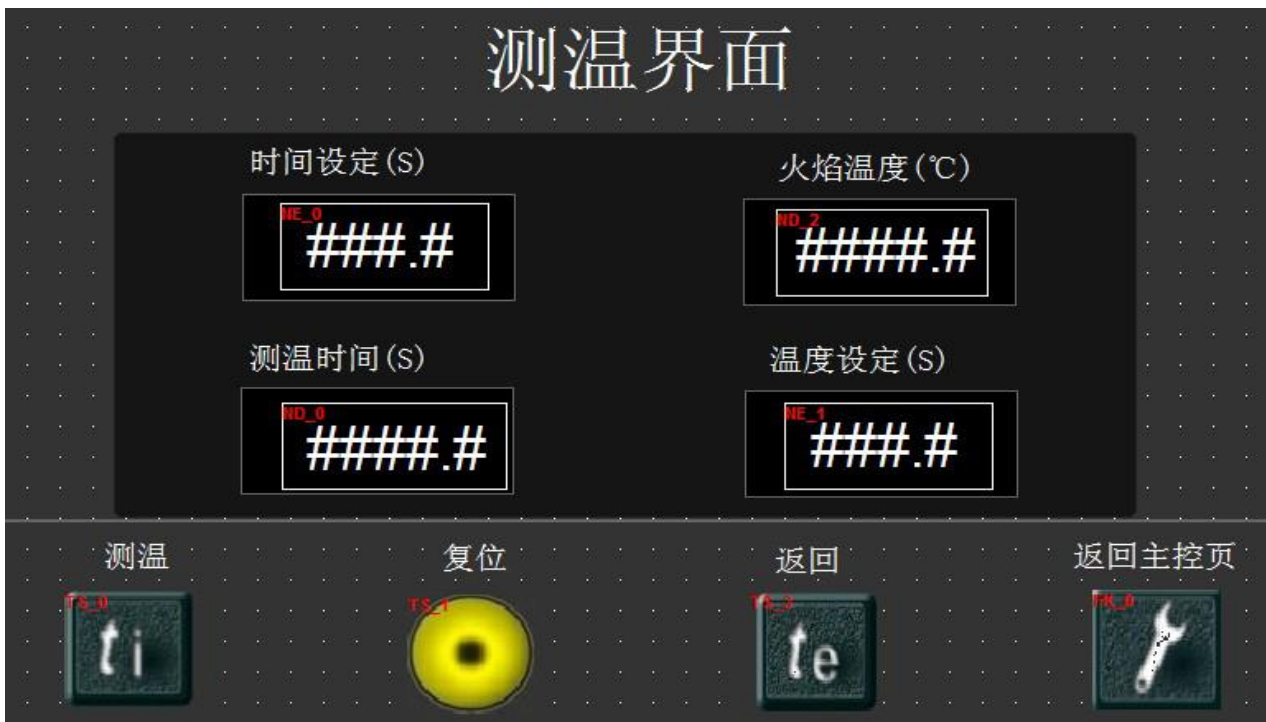 测温界面
时间设定(S)
火焰温度(℃)
NE_0
###.#
ND_2
####.#
测温时间(S)
温度设定(S)
ND_0
####.#
NE_1
###.#
测温
复位
返回
返回主控页
TS_0
ti
TS_1
te